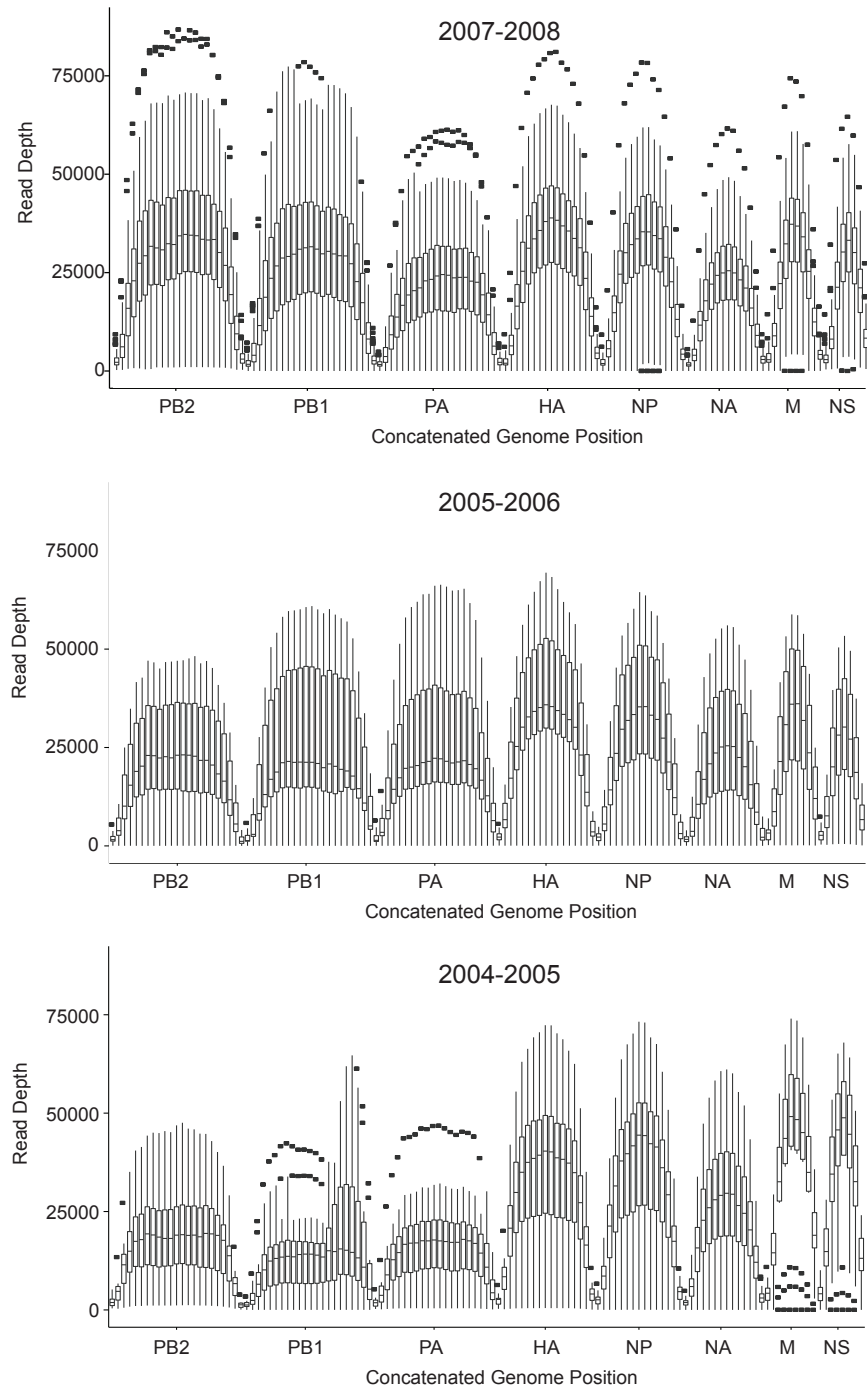 2007-2008
75000
50000
25000
0
Read Depth
PB2 PB1 PA HA NP NA M NS
Concatenated Genome Position
2005-2006
75000
50000
25000
0
Read Depth
PB2 PB1 PA HA NP NA M NS
Concatenated Genome Position
2004-2005
75000
50000
25000
0
Read Depth
PB2 PB1 PA HA NP NA M NS
Concatenated Genome Position